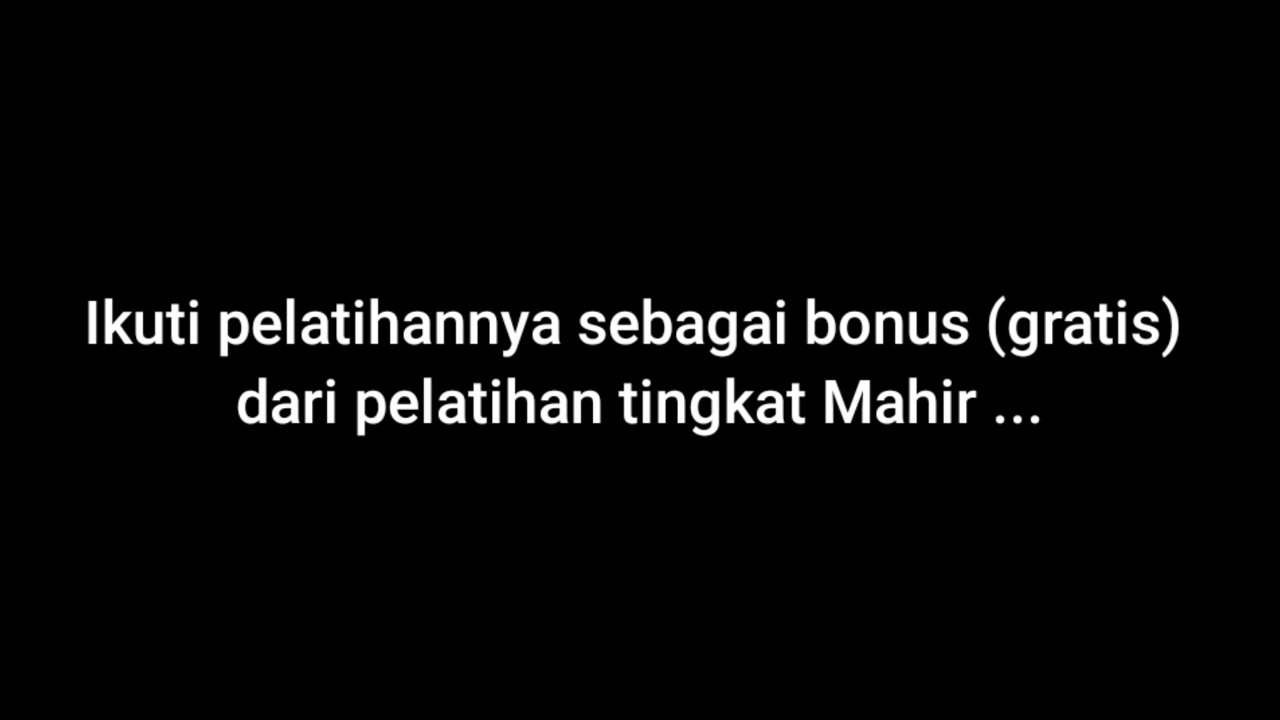 Ikuti pelatihannya sebagai bonus (gratis)
dari pelatihan tingkat Mahir ...